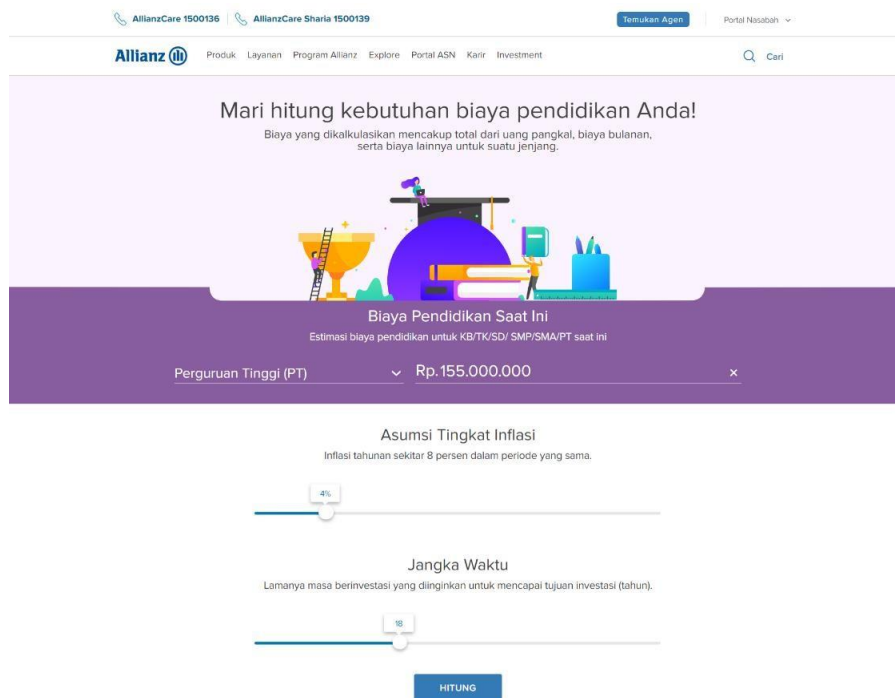 AllianzCare 1500136 AllianzCare Sharia 1500139 Temukan Agen Portal Nasabah
Allianz Produk Layanan Program Allianz Explore Portal ASN Karir Investment Cari
Mari hitung kebutuhan biaya pendidikan Anda!
Biaya yang dikalkulasikan mencakup total dari uang pangkal, biaya bulanan,
serta biaya lainnya untuk suatu jenjang.
Biaya Pendidikan Saat Ini
Estimasi biaya pendidikan untuk KB/TK/SD/ SMP/SMA/PT saat ini
Perguruan Tinggi (PT) Rp.155.000.000
Asumsi Tingkat Inflasi
Inflasi tahunan sekitar 8 persen dalam periode yang sama.
4%
Jangka Waktu
Lamanya masa berinvestasi yang diinginkan untuk mencapai tujuan investasi (tahun).
18
HITUNG